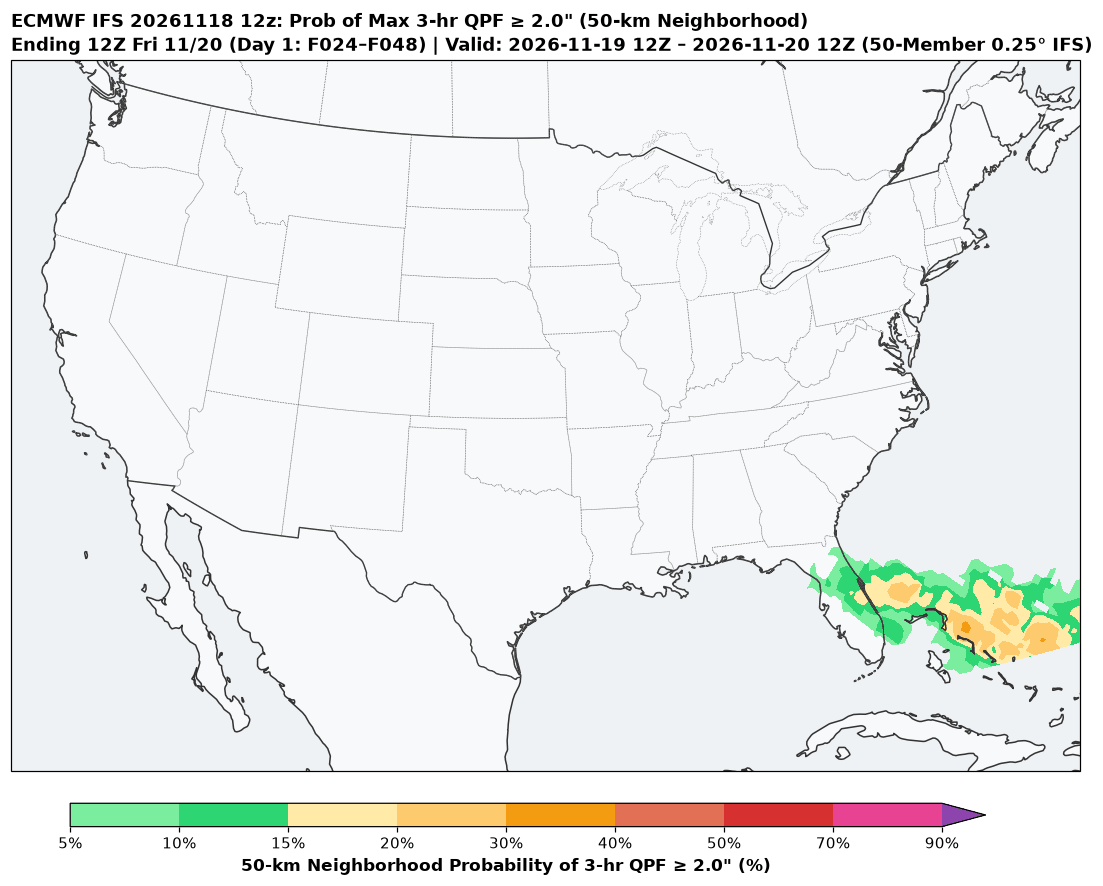 ECMWF IFS 20261118 12z: Prob of Max 3-hr QPF ≥ 2.0" (50-km Neighborhood)
Ending 12Z Fri 11/20 (Day 1: F024–F048) | Valid: 2026-11-19 12Z – 2026-11-20 12Z (50-Member 0.25° IFS)
5% 10% 15% 20% 30% 40% 50% 70% 90%
50-km Neighborhood Probability of 3-hr QPF ≥ 2.0" (%)